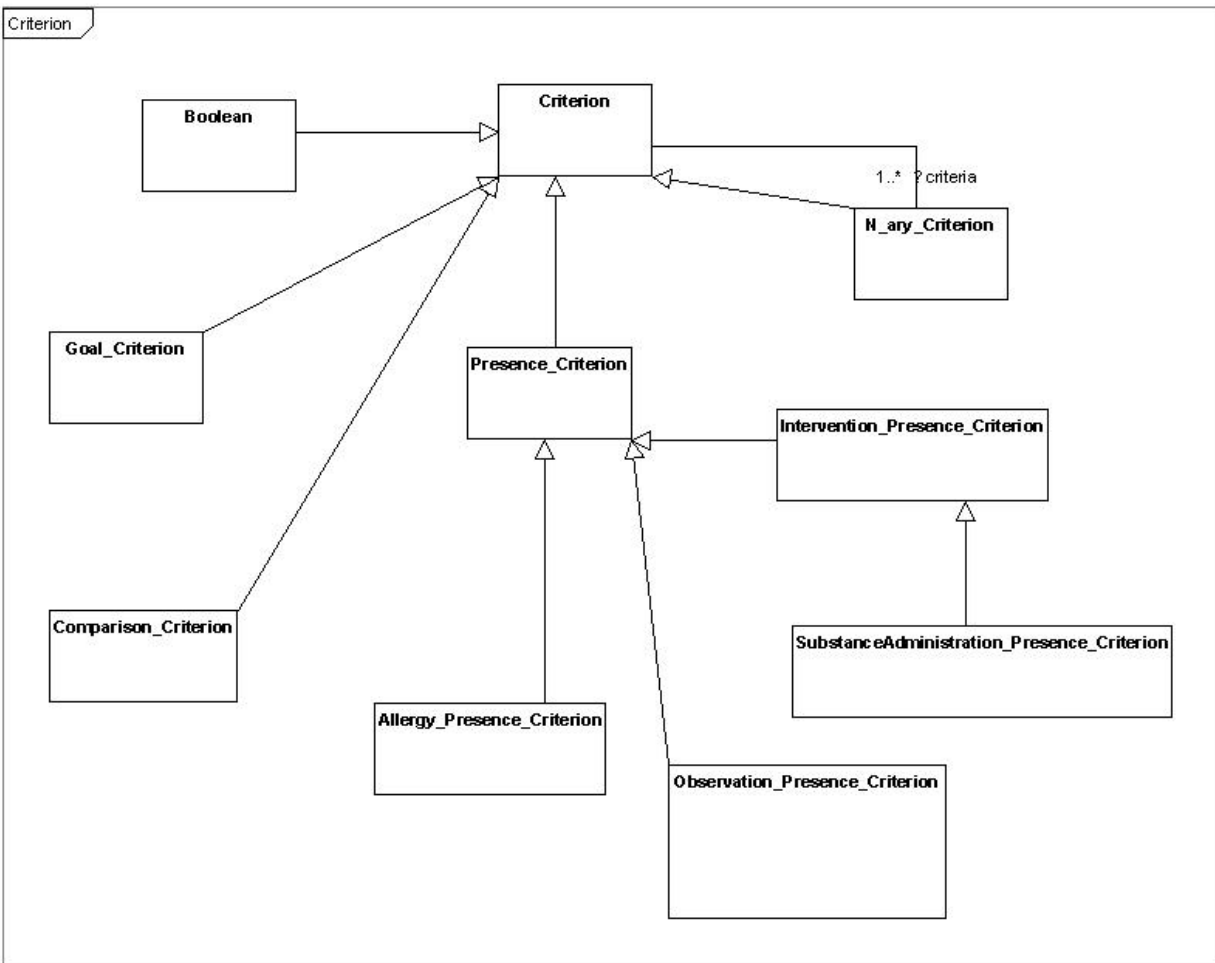 Criterion
Criterion
Boolean
1..* ? criteria
N_ary_Criterion
Goal_Criterion
Presence_Criterion
Intervention_Presence_Criterion
Comparison_Criterion
SubstanceAdministration_Presence_Criterion
Allergy_Presence_Criterion
Observation_Presence_Criterion